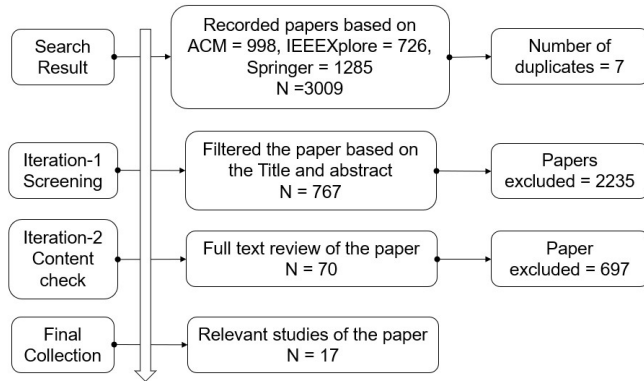 Search
Result
Recorded papers based on
ACM = 998, IEEEXplore = 726,
Springer = 1285
N =3009
Number of
duplicates = 7
Iteration-1
Screening
Filtered the paper based on
the Title and abstract
N = 767
Papers
excluded = 2235
Iteration-2
Content
check
Full text review of the paper
N = 70
Paper
excluded = 697
Final
Collection
Relevant studies of the paper
N = 17